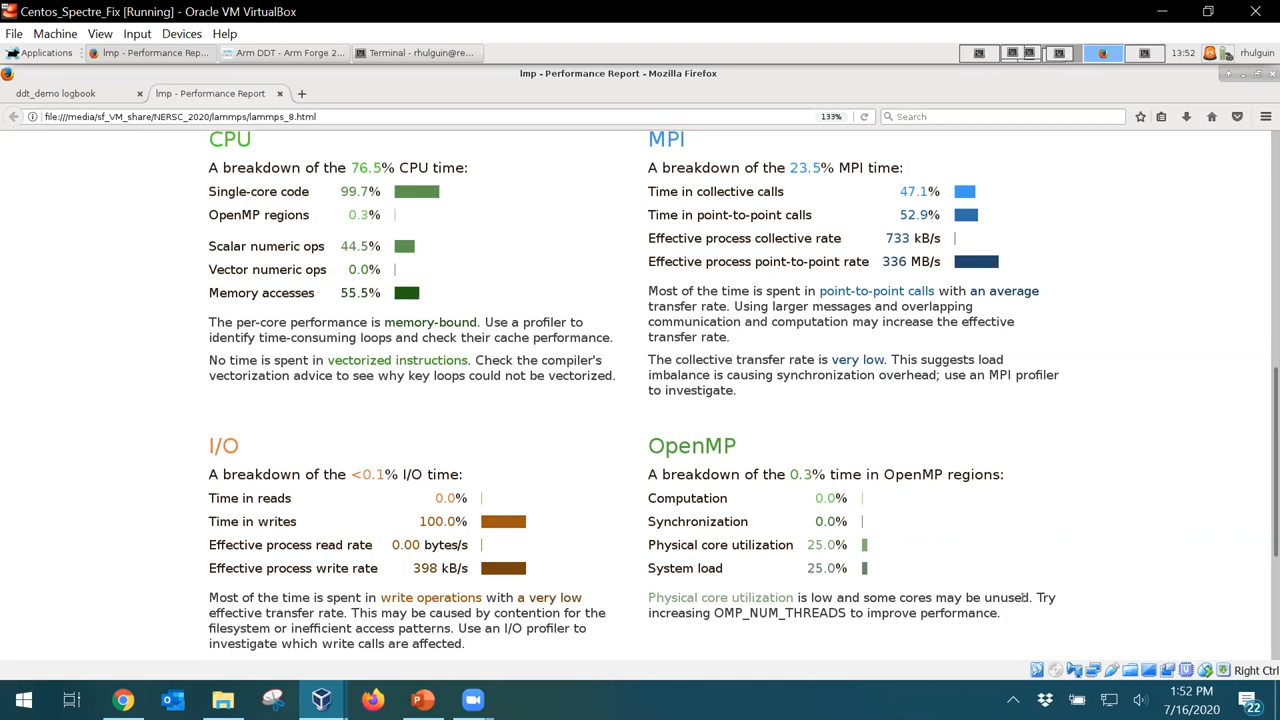 Centos_Spectre_Fix [Running] - Oracle VM VirtualBox
File Machine View Input Devices Help
Applications lmp - Performance Rep... Arm DDT - Arm Forge 2... Terminal - rhulguin@re... 13:52 rhulguin
lmp - Performance Report - Mozilla Firefox
ddt_demo logbook × lmp - Performance Report × +
file:///media/sf_VM_share/NERSC_2020/lammps/lammps_8.html 133% Search
CPU
A breakdown of the 76.5% CPU time:
Single-core code 99.7%
OpenMP regions 0.3%
Scalar numeric ops 44.5%
Vector numeric ops 0.0%
Memory accesses 55.5%
The per-core performance is memory-bound. Use a profiler to
identify time-consuming loops and check their cache performance.
No time is spent in vectorized instructions. Check the compiler's
vectorization advice to see why key loops could not be vectorized.
MPI
A breakdown of the 23.5% MPI time:
Time in collective calls 47.1%
Time in point-to-point calls 52.9%
Effective process collective rate 733 kB/s
Effective process point-to-point rate 336 MB/s
Most of the time is spent in point-to-point calls with an average
transfer rate. Using larger messages and overlapping
communication and computation may increase the effective
transfer rate.
The collective transfer rate is very low. This suggests load
imbalance is causing synchronization overhead; use an MPI profiler
to investigate.
I/O
A breakdown of the <0.1% I/O time:
Time in reads 0.0%
Time in writes 100.0%
Effective process read rate 0.00 bytes/s
Effective process write rate 398 kB/s
Most of the time is spent in write operations with a very low
effective transfer rate. This may be caused by contention for the
filesystem or inefficient access patterns. Use an I/O profiler to
investigate which write calls are affected.
OpenMP
A breakdown of the 0.3% time in OpenMP regions:
Computation 0.0%
Synchronization 0.0%
Physical core utilization 25.0%
System load 25.0%
Physical core utilization is low and some cores may be unused. Try
increasing OMP_NUM_THREADS to improve performance.
Right Ctrl
1:52 PM
7/16/2020
22